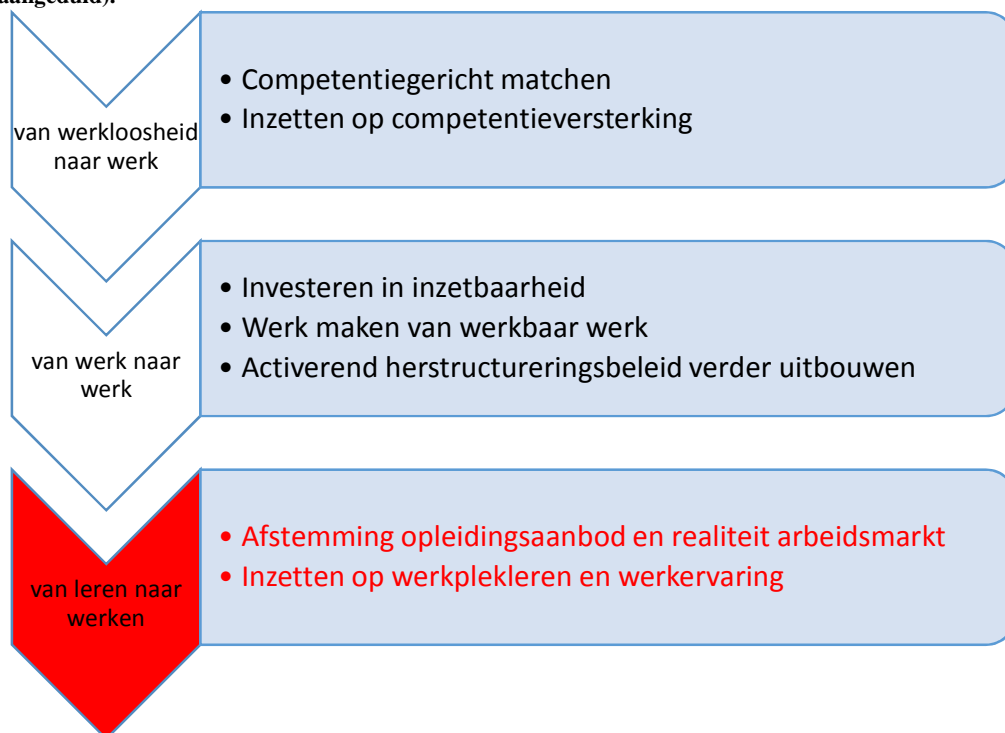 aangeduid).
van werkloosheid
naar werk
• Competentiegericht matchen
• Inzetten op competentieversterking
van werk naar
werk
• Investeren in inzetbaarheid
• Werk maken van werkbaar werk
• Activerend herstructureringsbeleid verder uitbouwen
van leren naar
werken
• Afstemming opleidingsaanbod en realiteit arbeidsmarkt
• Inzetten op werkplekleren en werkervaring